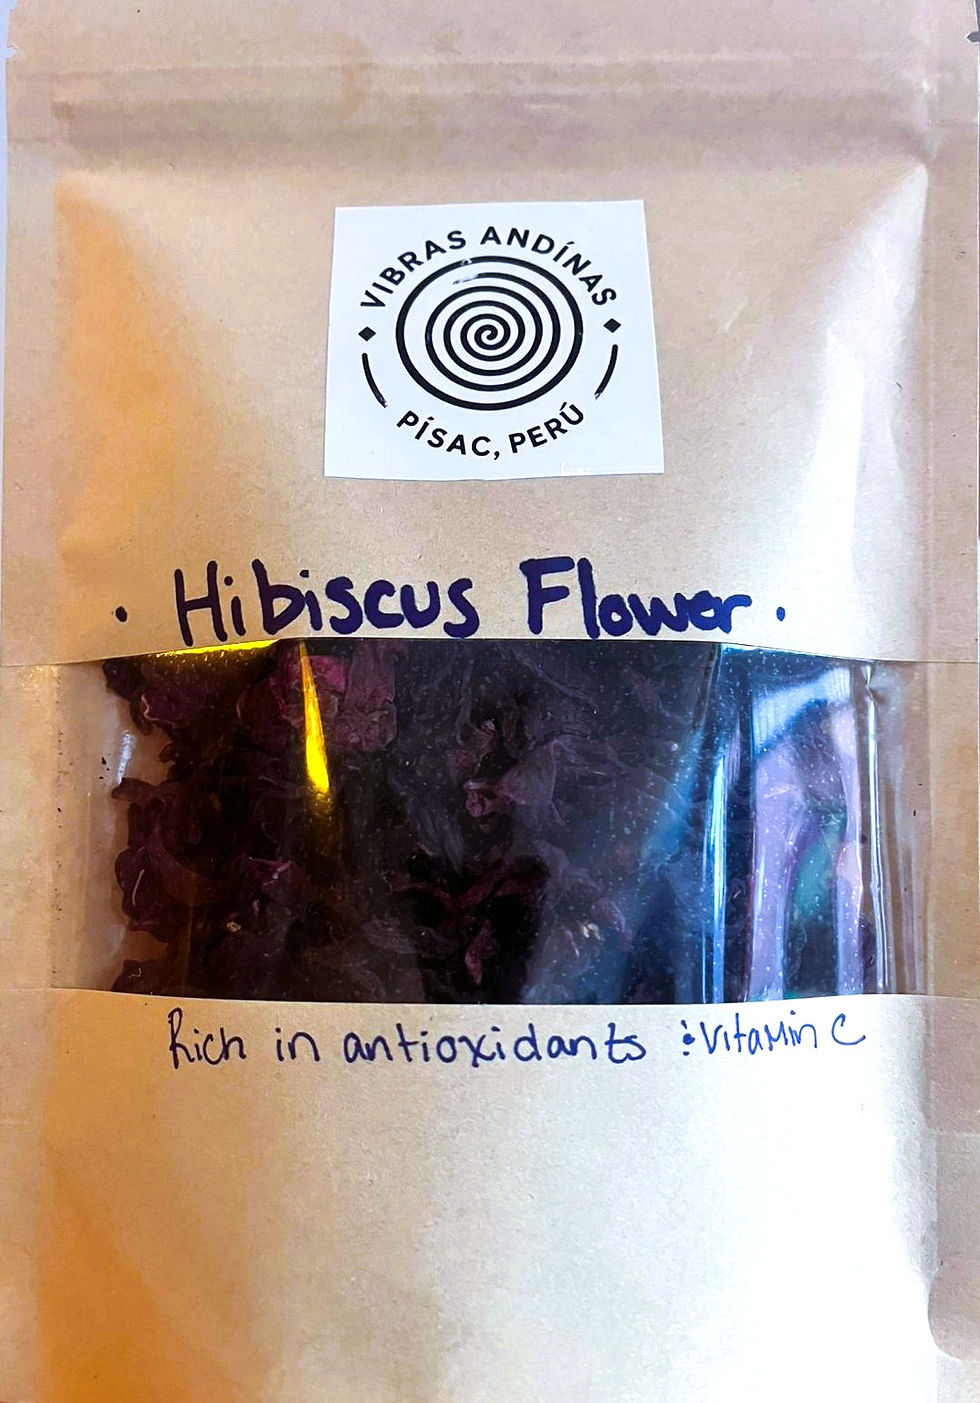 VIBRAS ANDÍNAS
PÍSAC, PERÚ
· Hibiscus Flower ·
Rich in antioxidants & vitamin C